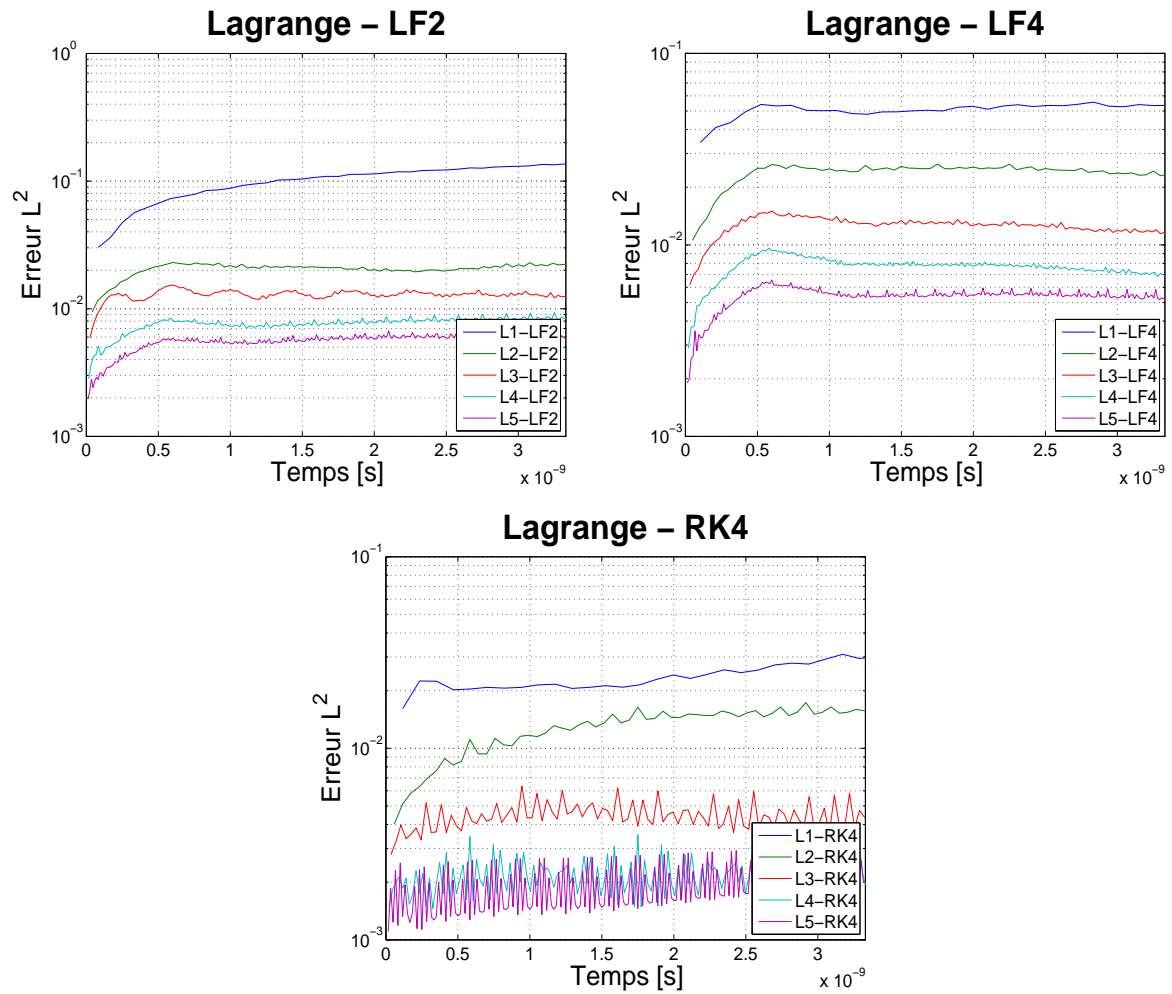 Lagrange – LF2
10^0
10^-1
10^-2
10^-3
Erreur L^2
0 0.5 1 1.5 2 2.5 3
Temps [s]
x 10^-9
L1–LF2
L2–LF2
L3–LF2
L4–LF2
L5–LF2
Lagrange – LF4
10^-1
10^-2
10^-3
Erreur L^2
0 0.5 1 1.5 2 2.5 3
Temps [s]
x 10^-9
L1–LF4
L2–LF4
L3–LF4
L4–LF4
L5–LF4
Lagrange – RK4
10^-1
10^-2
10^-3
Erreur L^2
0 0.5 1 1.5 2 2.5 3
Temps [s]
x 10^-9
L1–RK4
L2–RK4
L3–RK4
L4–RK4
L5–RK4